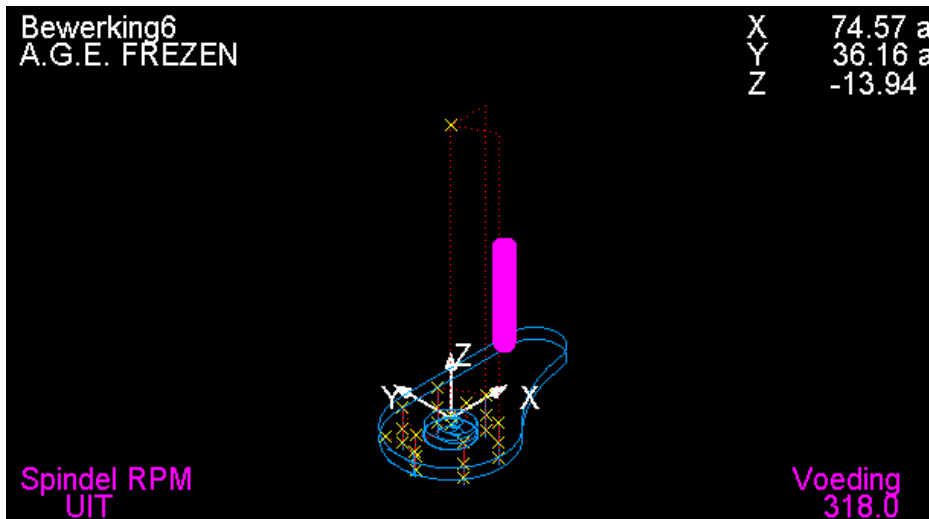 Bewerking6
A.G.E. FREZEN
X 74.57 a
Y 36.16 a
Z -13.94
Z
Y
X
Spindel RPM
UIT
Voeding
318.0